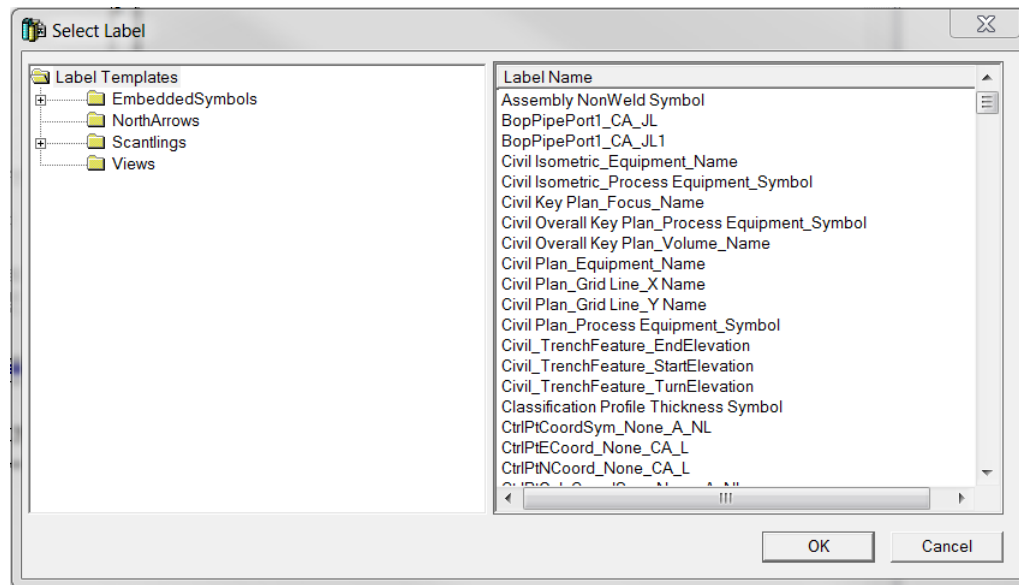 Select Label
Label Templates
EmbeddedSymbols
NorthArrows
Scantlings
Views
Label Name
Assembly NonWeld Symbol
BopPipePort1_CA_JL
BopPipePort1_CA_JL1
Civil Isometric_Equipment_Name
Civil Isometric_Process Equipment_Symbol
Civil Key Plan_Focus_Name
Civil Overall Key Plan_Process Equipment_Symbol
Civil Overall Key Plan_Volume_Name
Civil Plan_Equipment_Name
Civil Plan_Grid Line_X Name
Civil Plan_Grid Line_Y Name
Civil Plan_Process Equipment_Symbol
Civil_TrenchFeature_EndElevation
Civil_TrenchFeature_StartElevation
Civil_TrenchFeature_TurnElevation
Classification Profile Thickness Symbol
CtrlPtCoordSym_None_A_NL
CtrlPtECoord_None_CA_L
CtrlPtNCoord_None_CA_L
OK Cancel